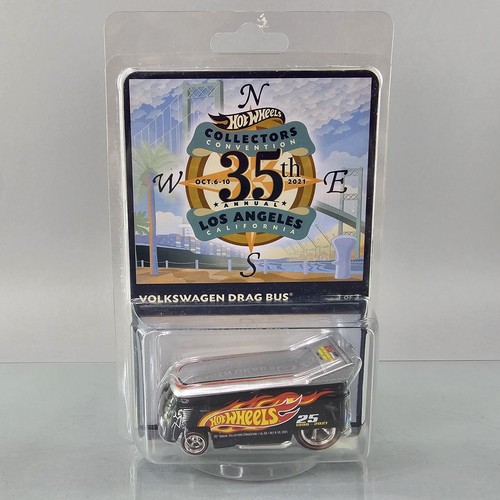 N
HOT WHEELS
COLLECTORS
CONVENTION
35th
W OCT. 6-10 2021 E
★ ANNUAL ★
LOS ANGELES
CALIFORNIA
S
VOLKSWAGEN DRAG BUS®
HOT WHEELS
25